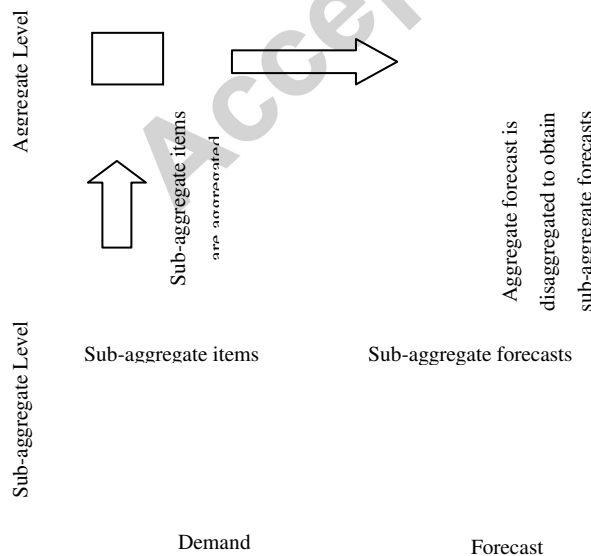 Aggregate Level
Sub-aggregate items
are aggregated
Aggregate forecast is
disaggregated to obtain
sub-aggregate forecasts
Sub-aggregate Level
Sub-aggregate items
Sub-aggregate forecasts
Demand
Forecast
Accep